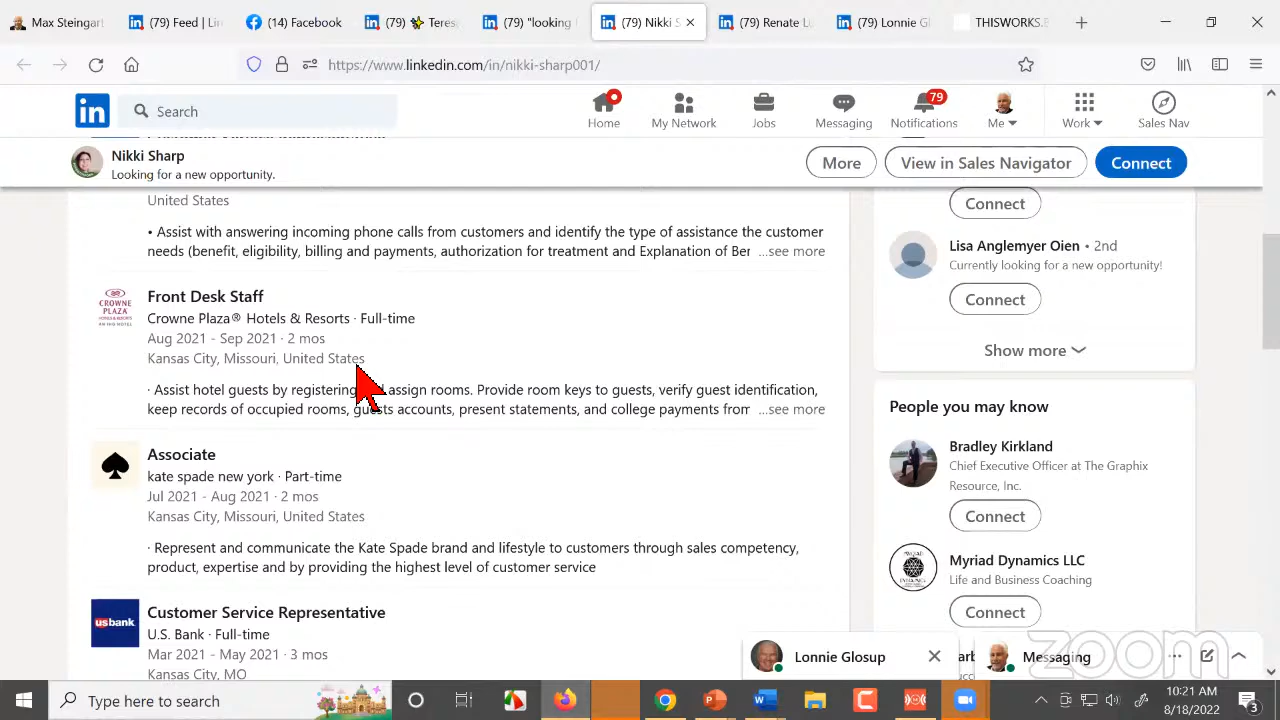 Max Steingart
(79) Feed | Lin
(14) Facebook
(79) ✨ Teres
(79) "looking
(79) Nikki S
(79) Renate L
(79) Lonnie Gl
THISWORKS.
https://www.linkedin.com/in/nikki-sharp001/
in
Search
Home
My Network
Jobs
Messaging
79
Notifications
Me
Work
Sales Nav
Nikki Sharp
Looking for a new opportunity.
More
View in Sales Navigator
Connect
United States
• Assist with answering incoming phone calls from customers and identify the type of assistance the customer
needs (benefit, eligibility, billing and payments, authorization for treatment and Explanation of Ber ...see more
CROWNE PLAZA
HOTELS & RESORTS
AN IHG HOTEL
Front Desk Staff
Crowne Plaza® Hotels & Resorts · Full-time
Aug 2021 - Sep 2021 · 2 mos
Kansas City, Missouri, United States
· Assist hotel guests by registering assign rooms. Provide room keys to guests, verify guest identification,
keep records of occupied rooms, guests accounts, present statements, and college payments from ...see more
Associate
kate spade new york · Part-time
Jul 2021 - Aug 2021 · 2 mos
Kansas City, Missouri, United States
· Represent and communicate the Kate Spade brand and lifestyle to customers through sales competency,
product, expertise and by providing the highest level of customer service
usbank
Customer Service Representative
U.S. Bank · Full-time
Mar 2021 - May 2021 · 3 mos
Kansas City, MO
Connect
Lisa Anglemyer Oien • 2nd
Currently looking for a new opportunity!
Connect
Show more
People you may know
Bradley Kirkland
Chief Executive Officer at The Graphix
Resource, Inc.
Connect
Myriad Dynamics LLC
Life and Business Coaching
Connect
Lonnie Glosup
Messaging
zoom
Type here to search
10:21 AM
8/18/2022
3